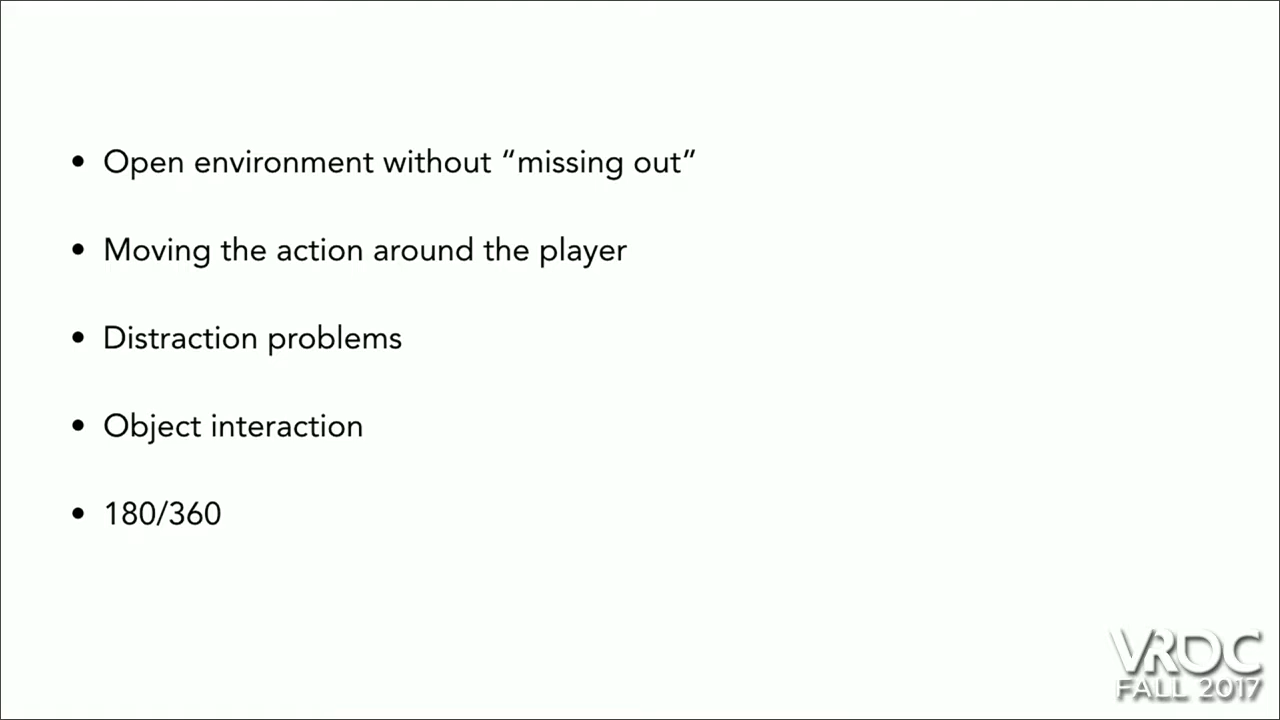 • Open environment without “missing out”
• Moving the action around the player
• Distraction problems
• Object interaction
• 180/360
VRDC
FALL 2017